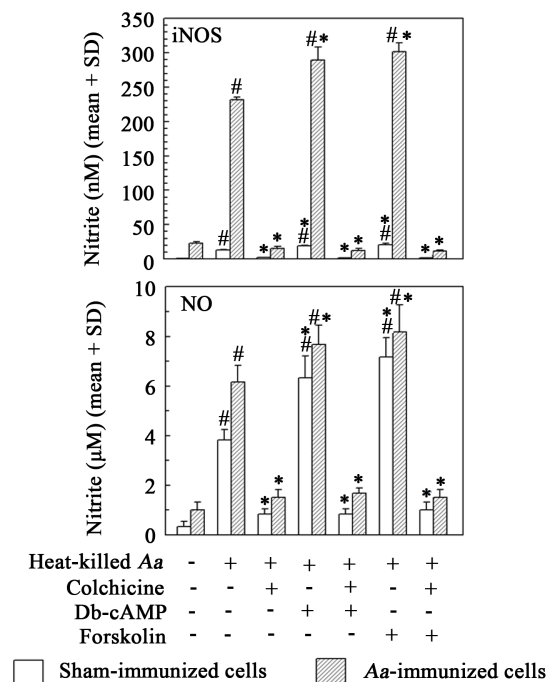 iNOS
Nitrite (nM) (mean + SD)
350
300
250
200
150
100
50
0
# # * # *
# * * * # * * * # * *
NO
Nitrite (μM) (mean + SD)
10
8
6
4
2
0
# # * * * # # * * * * # # * * *
Heat-killed Aa - + + + + + +
Colchicine - - + - + - +
Db-cAMP - - - + + - -
Forskolin - - - - - + +
Sham-immunized cells Aa-immunized cells